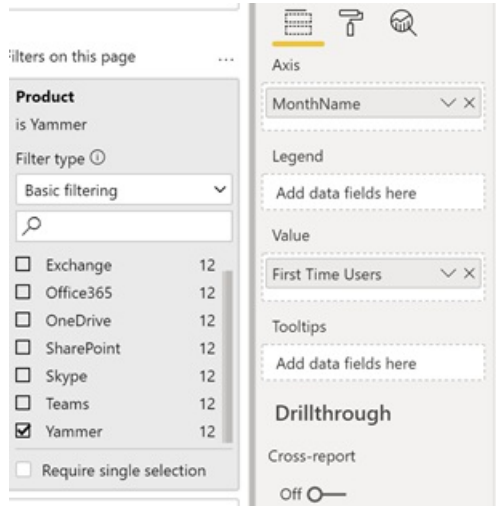 Filters on this page
...
Product
is Yammer
Filter type
Basic filtering
Exchange 12
Office365 12
OneDrive 12
SharePoint 12
Skype 12
Teams 12
Yammer 12
Require single selection
Axis
MonthName
Legend
Add data fields here
Value
First Time Users
Tooltips
Add data fields here
Drillthrough
Cross-report
Off